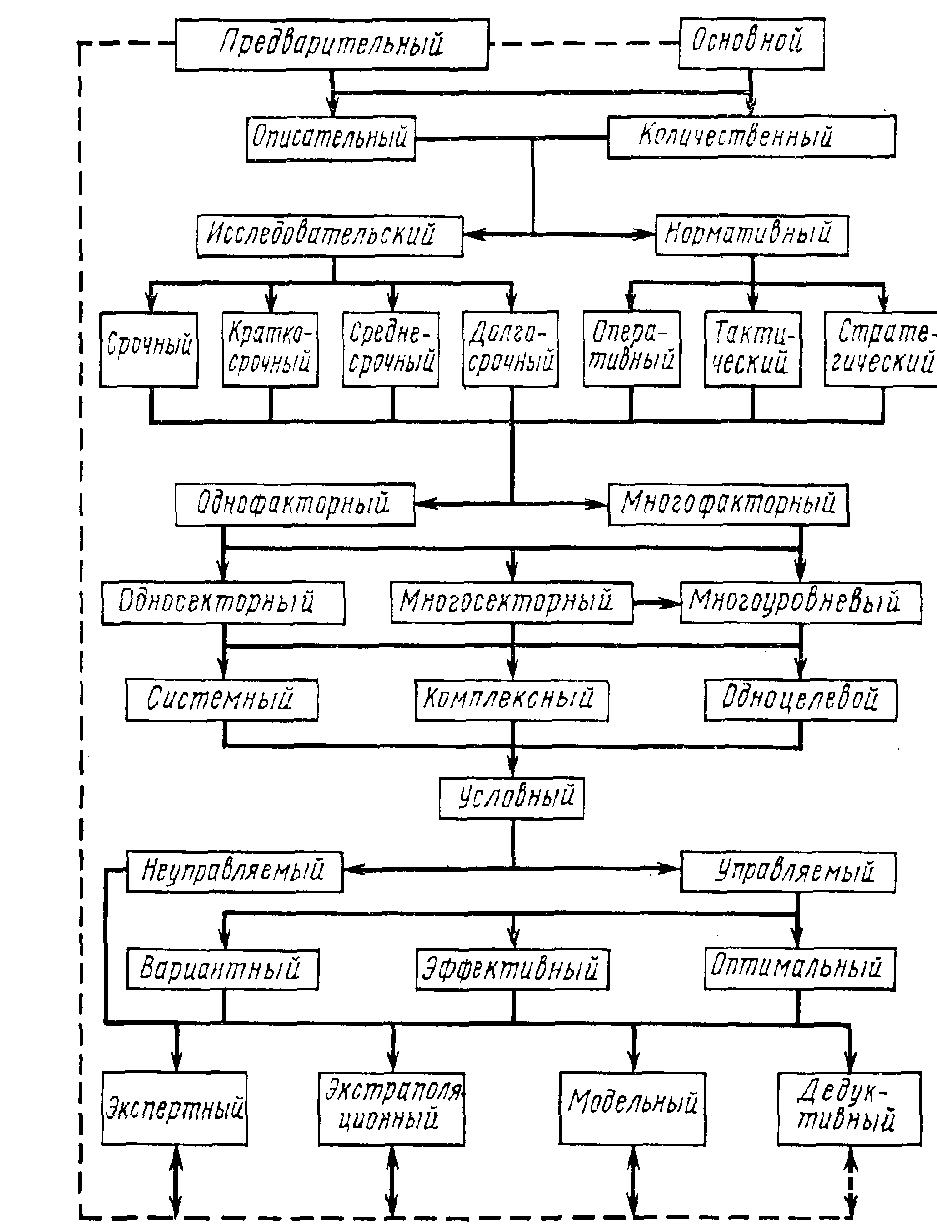 Предварительный
Основной
Описательный
Количественный
Исследовательский
Нормативный
Срочный
Кратко-
срочный
Средне-
срочный
Долго-
срочный
Опера-
тивный
Такти-
ческий
Страте-
гический
Однофакторный
Многофакторный
Односекторный
Многосекторный
Многоуровневый
Системный
Комплексный
Одноцелевой
Условный
Неуправляемый
Управляемый
Вариантный
Эффективный
Оптимальный
Экспертный
Экстраполя
ционный
Модельный
Дедук-
тивный